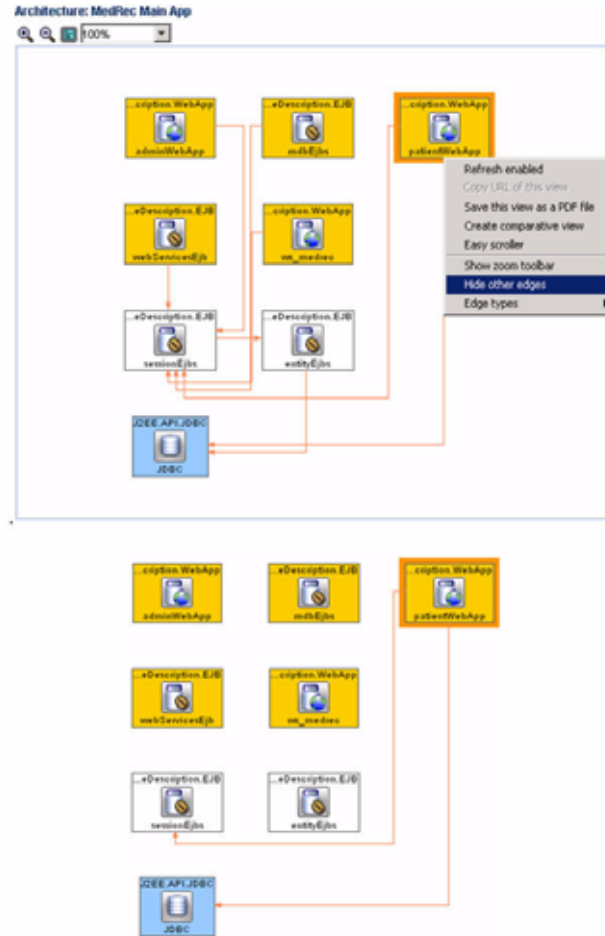 Architecture: MedRec Main App
100%
...cription.WebApp
adminWebApp
...eDescription.EJB
mdbEjbs
...cription.WebApp
patientWebApp
Refresh enabled
Copy URL of this view
Save this view as a PDF file
Create comparative view
Easy scroller
Show zoom toolbar
Hide other edges
Edge types
...eDescription.EJB
webServicesEjb
...cription.WebApp
ws_medrec
...eDescription.EJB
sessionEjbs
...eDescription.EJB
entityEjbs
J2EE.API.JDBC
JDBC
...cription.WebApp
adminWebApp
...eDescription.EJB
mdbEjbs
...cription.WebApp
patientWebApp
...eDescription.EJB
webServicesEjb
...cription.WebApp
ws_medrec
...eDescription.EJB
sessionEjbs
...eDescription.EJB
entityEjbs
J2EE.API.JDBC
JDBC